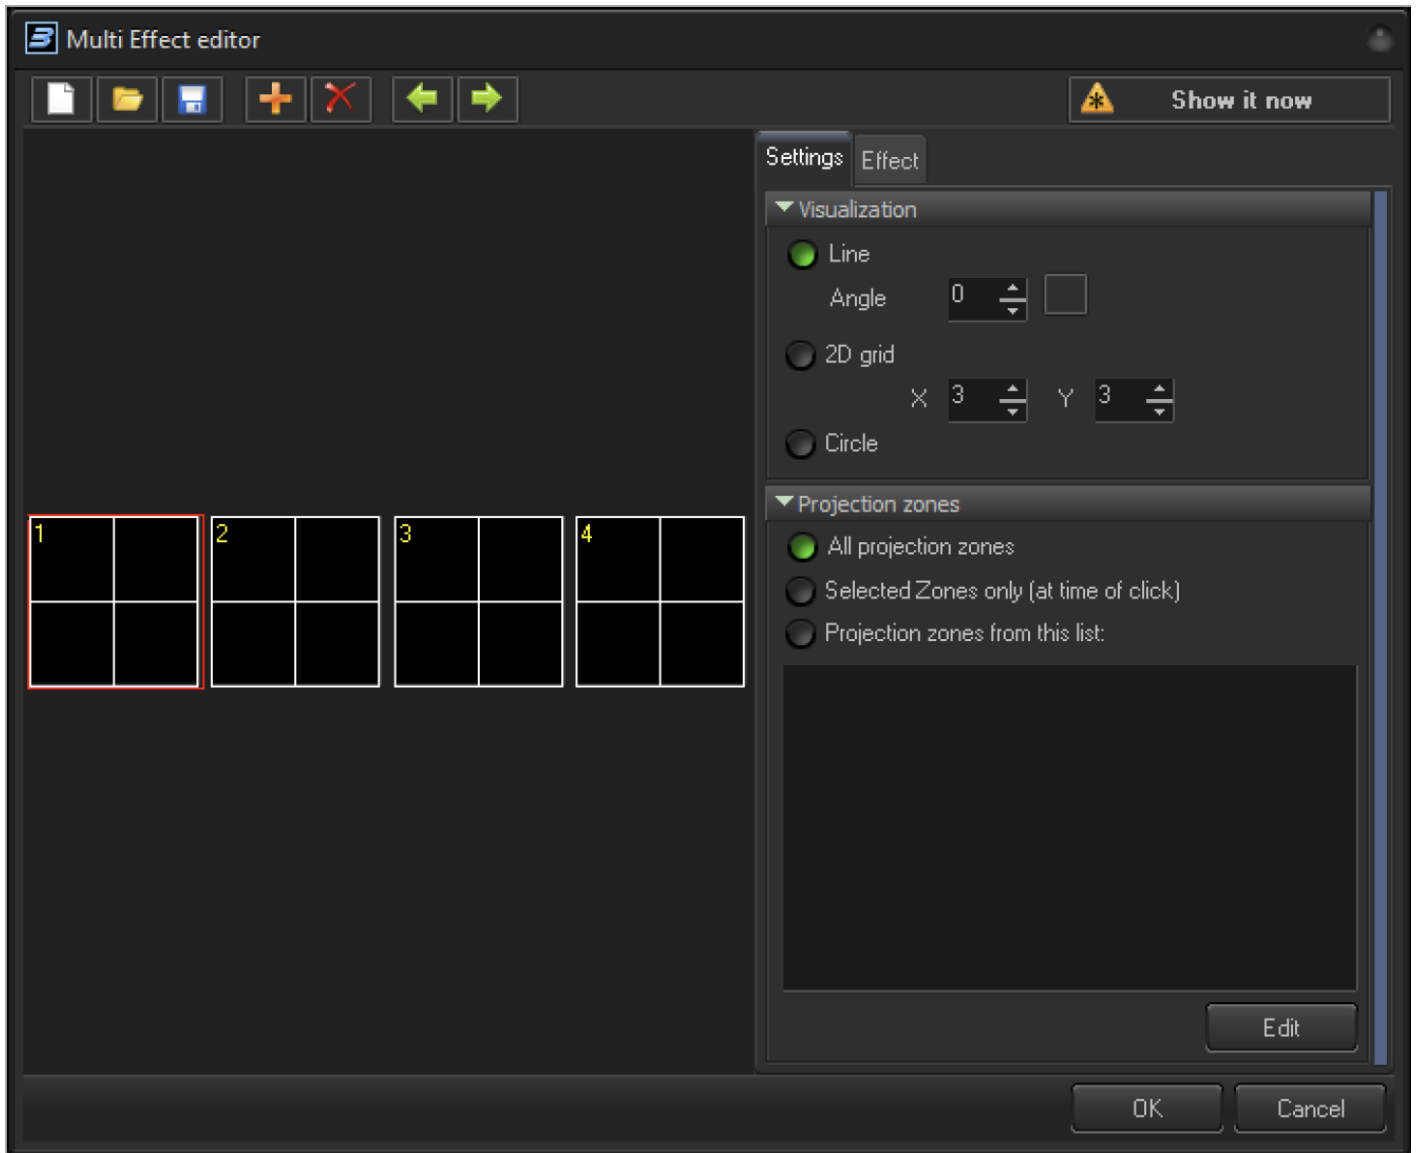 Multi Effect editor
Show it now
Settings Effect
Visualization
Line
Angle 0
2D grid
X 3 Y 3
Circle
Projection zones
All projection zones
Selected Zones only (at time of click)
Projection zones from this list:
1 2 3 4
Edit
OK Cancel